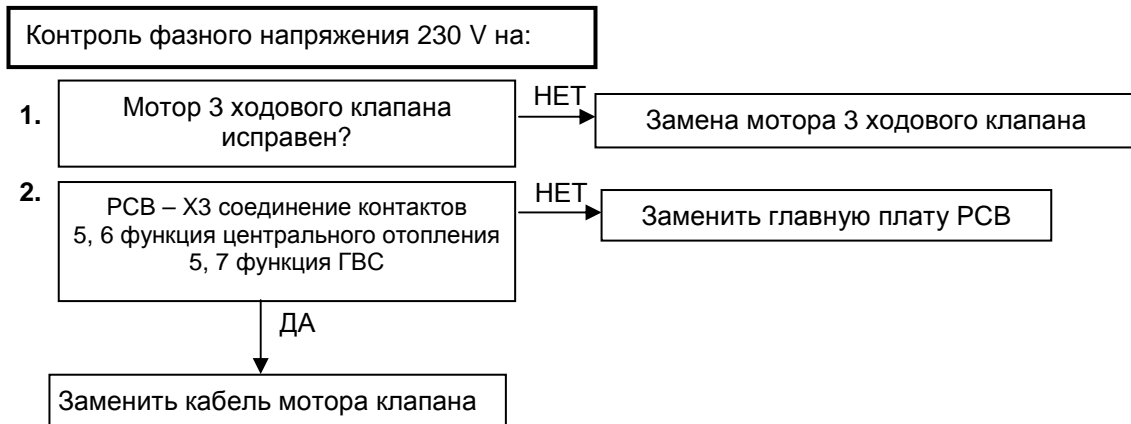 Контроль фазного напряжения 230 V на:
1.
Мотор 3 ходового клапана
исправен?
НЕТ
Замена мотора 3 ходового клапана
2.
PCB – X3 соединение контактов
5, 6 функция центрального отопления
5, 7 функция ГВС
НЕТ
Заменить главную плату PCB
ДА
Заменить кабель мотора клапана